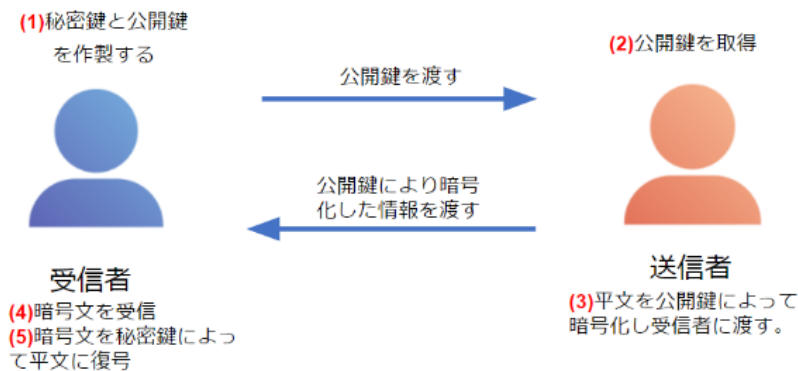 (1)秘密鍵と公開鍵
を作製する
(2)公開鍵を取得
公開鍵を渡す
公開鍵により暗号
化した情報を渡す
受信者
(4)暗号文を受信
(5)暗号文を秘密鍵によっ
て平文に復号
送信者
(3)平文を公開鍵によって
暗号化し受信者に渡す。